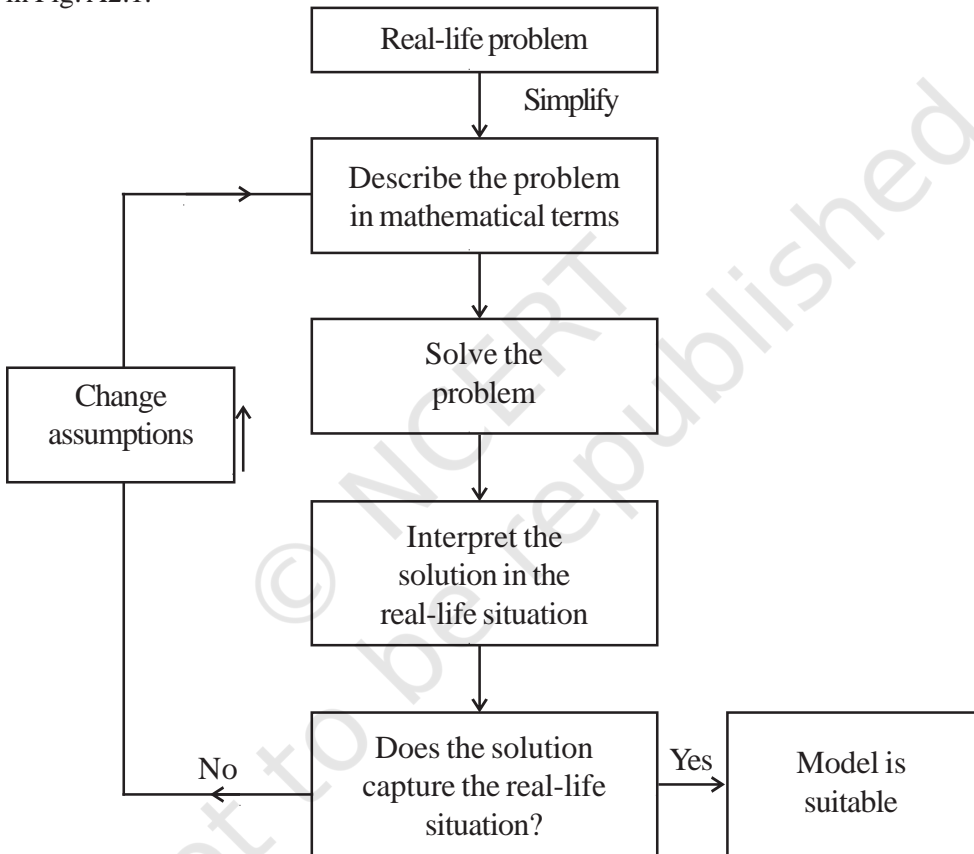 in Fig. A2.1.
Real-life problem
Simplify
Describe the problem
in mathematical terms
Solve the
problem
Change
assumptions
Interpret the
solution in the
real-life situation
Does the solution
capture the real-life
situation?
No
Yes
Model is
suitable
© NCERT
not to be republished